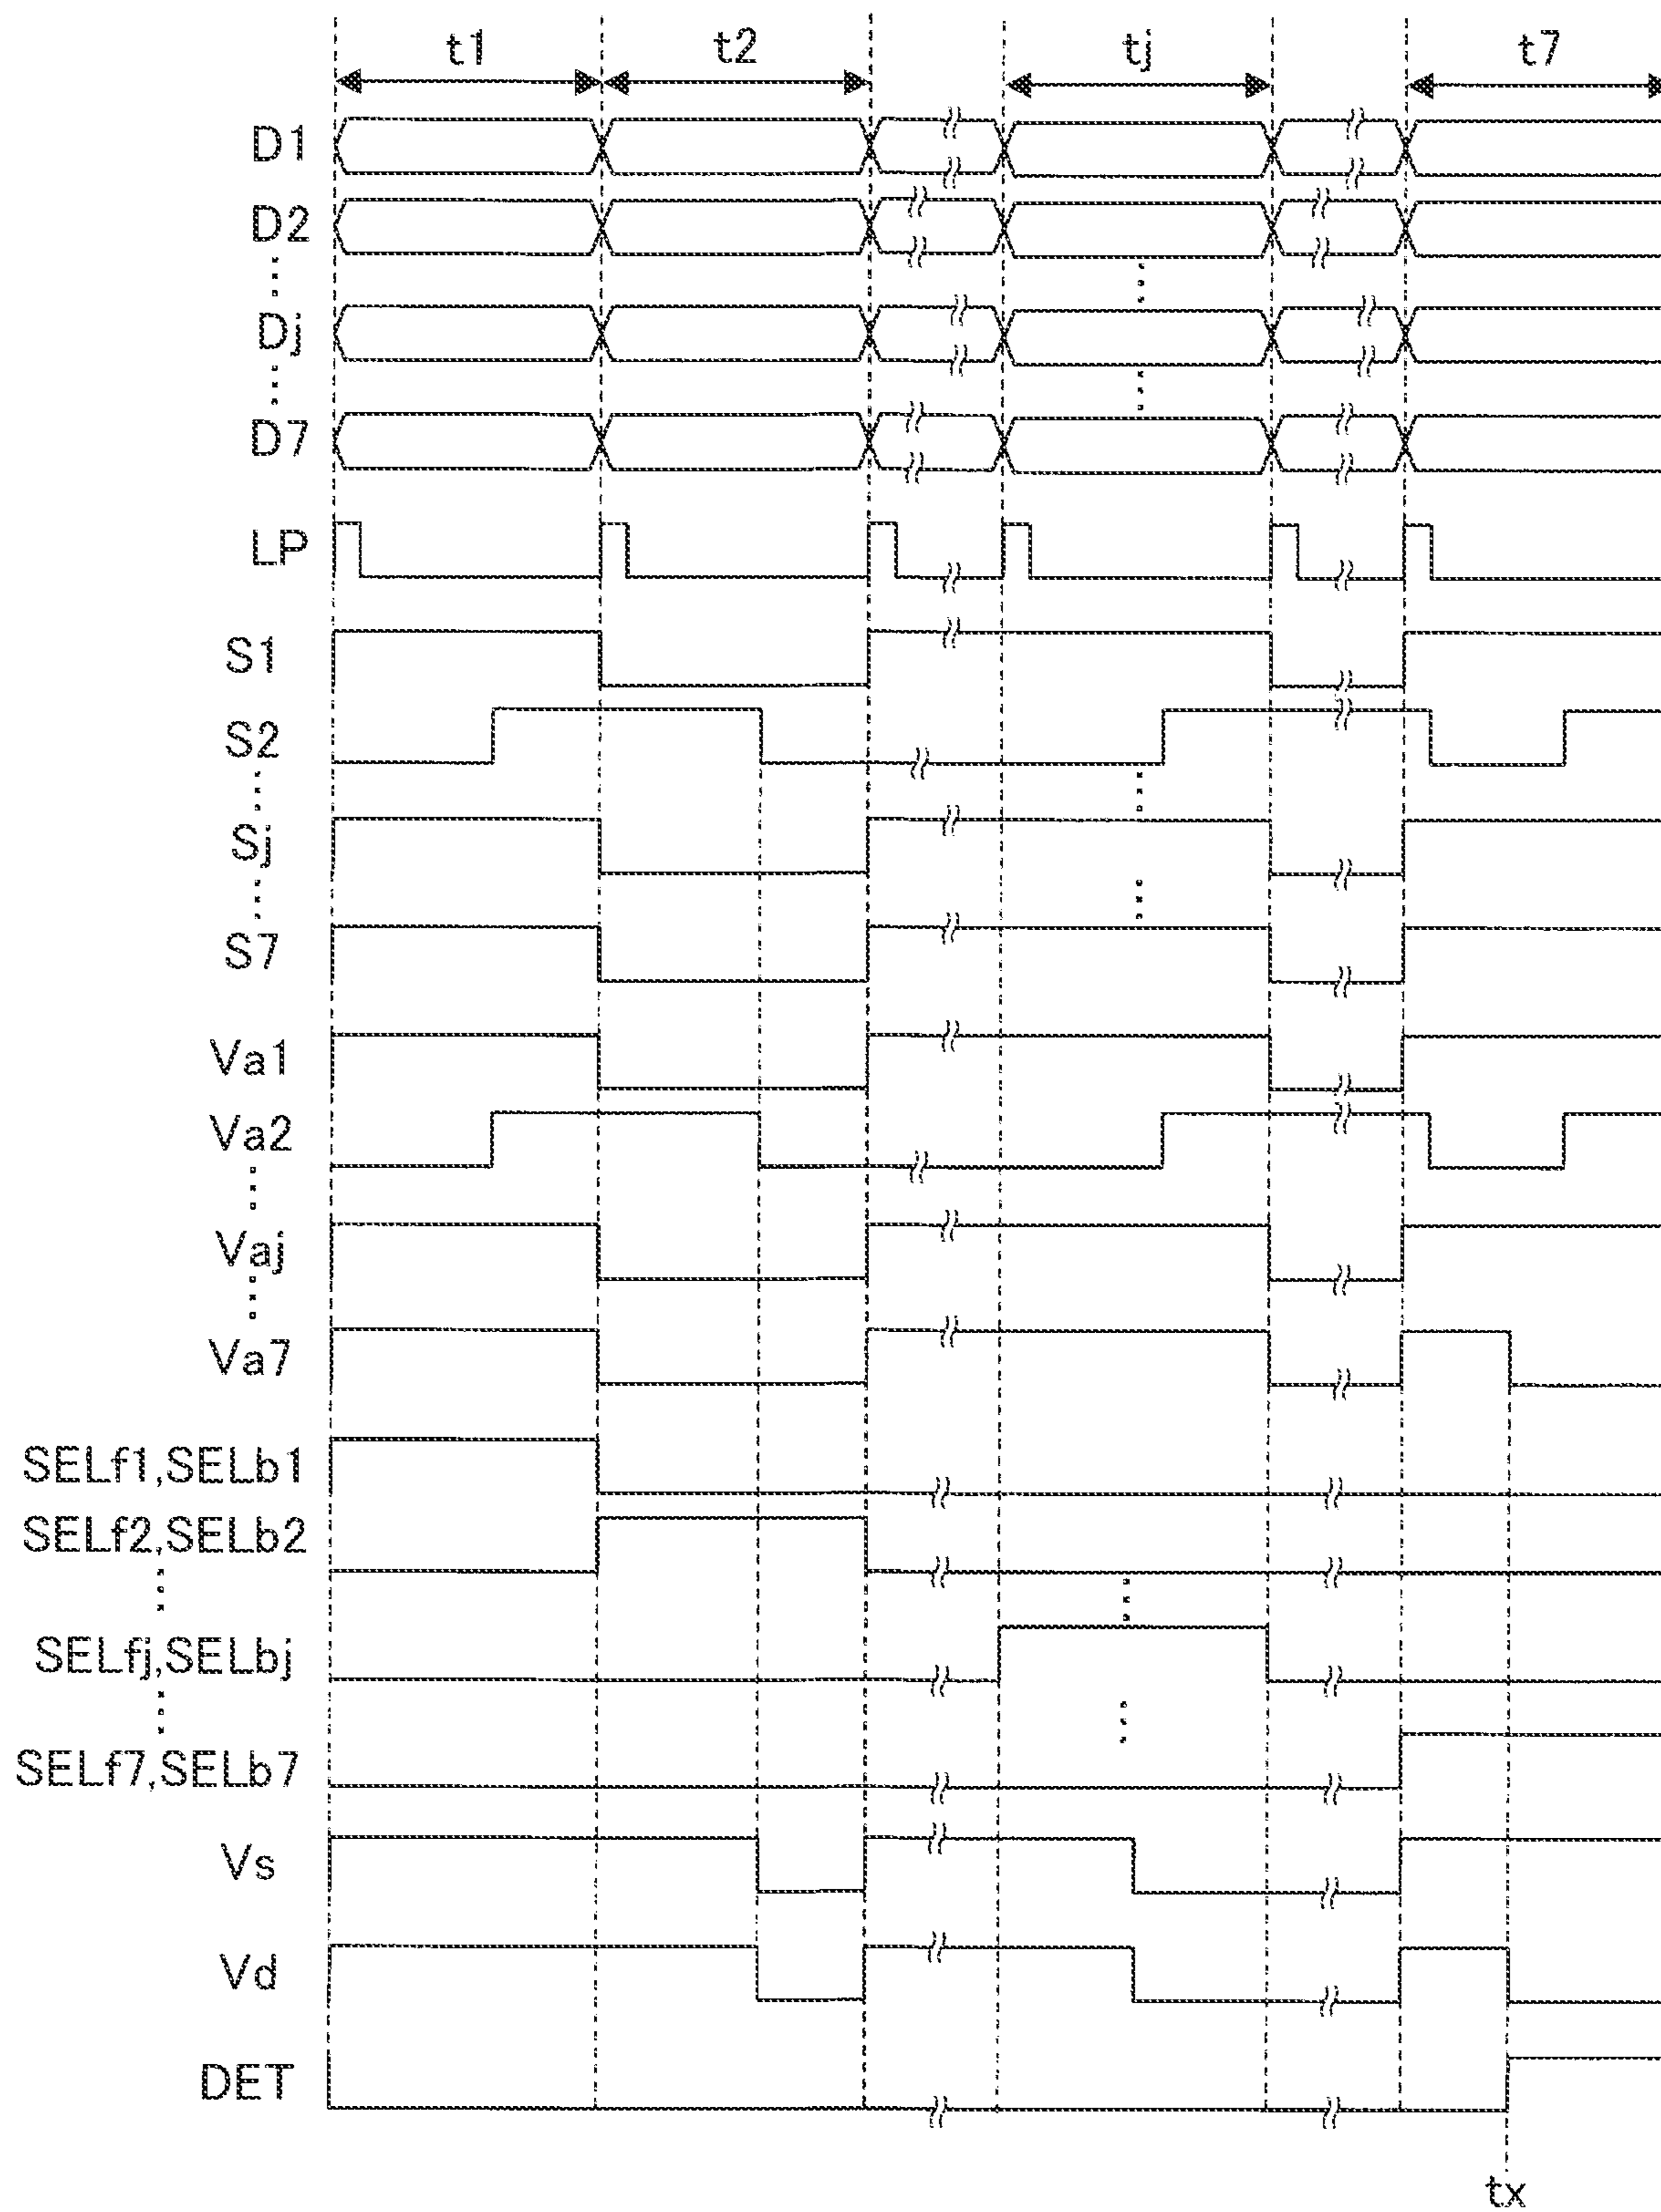 t1 t2 tj t7
D1
D2
Dj
D7
LP
S1
S2
Sj
S7
Va1
Va2
Vaj
Va7
SELf1,SELb1
SELf2,SELb2
SELfj,SELbj
SELf7,SELb7
Vs
Vd
DET
tx